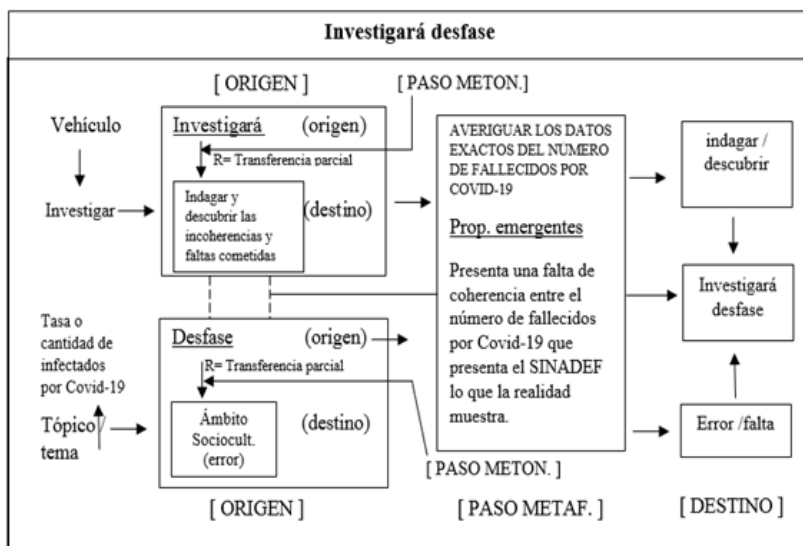 Investigará desfase
[ ORIGEN ]
[ PASO METON. ]
Vehículo
Investigar
Investigará (origen)
R= Transferencia parcial
Indagar y
descubrir las
incoherencias y
faltas cometidas
(destino)
AVERIGUAR LOS DATOS
EXACTOS DEL NUMERO
DE FALLECIDOS POR
COVID-19
Prop. emergentes
Presenta una falta de
coherencia entre el
número de fallecidos
por Covid-19 que
presenta el SINADEF
lo que la realidad
muestra.
indagar /
descubrir
Investigará
desfase
Error /falta
Tasa o
cantidad de
infectados
por Covid-19
Tópico /
tema
Desfase (origen)
R= Transferencia parcial
Ámbito
Sociocult.
(error)
(destino)
[ PASO METON. ]
[ ORIGEN ]
[ PASO METAF. ]
[ DESTINO ]